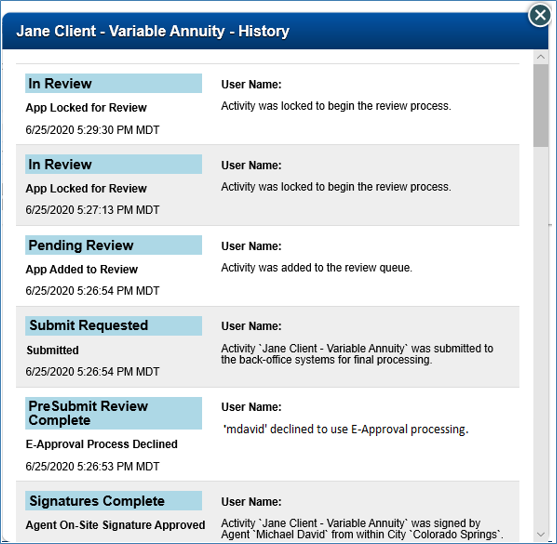 Jane Client - Variable Annuity - History
In Review
User Name:
App Locked for Review
Activity was locked to begin the review process.
6/25/2020 5:29:30 PM MDT
In Review
User Name:
App Locked for Review
Activity was locked to begin the review process.
6/25/2020 5:27:13 PM MDT
Pending Review
User Name:
App Added to Review
Activity was added to the review queue.
6/25/2020 5:26:54 PM MDT
Submit Requested
User Name:
Submitted
Activity `Jane Client - Variable Annuity` was submitted to
the back-office systems for final processing.
6/25/2020 5:26:54 PM MDT
PreSubmit Review
Complete
User Name:
E-Approval Process Declined
'mdavid' declined to use E-Approval processing.
6/25/2020 5:26:53 PM MDT
Signatures Complete
User Name:
Agent On-Site Signature Approved
Activity `Jane Client - Variable Annuity` was signed by
Agent `Michael David` from within City `Colorado Springs`.